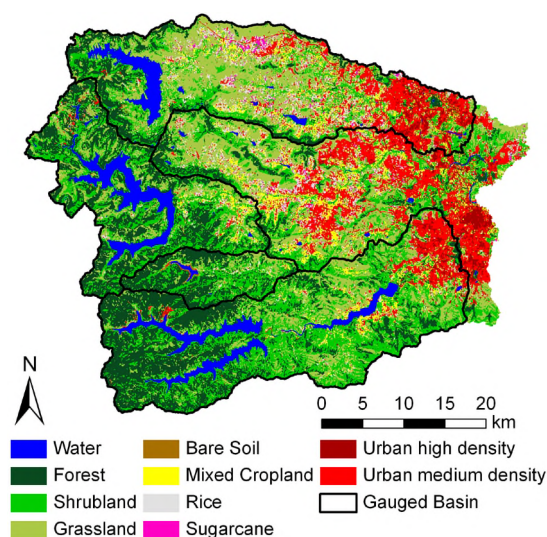 N
0 5 10 15 20
km
Water Bare Soil Urban high density
Forest Mixed Cropland Urban medium density
Shrubland Rice Gauged Basin
Grassland Sugarcane